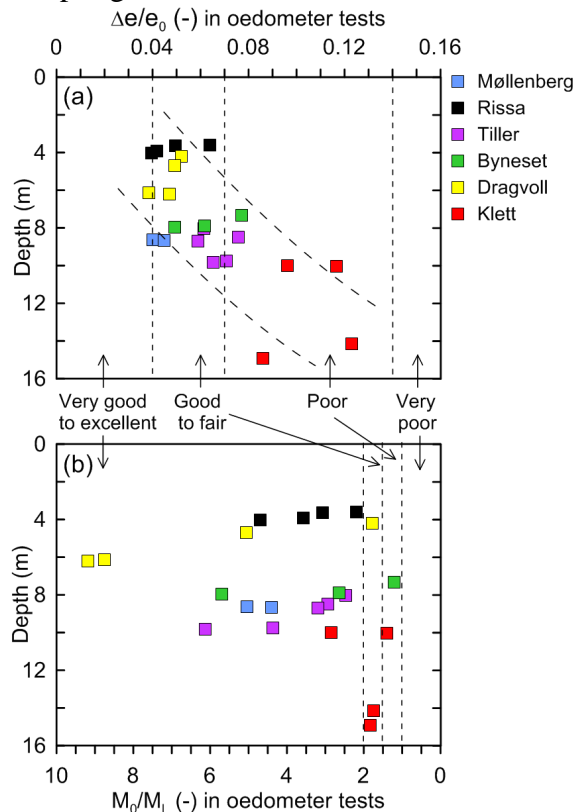 Δe/e₀ (-) in oedometer tests
0 0.04 0.08 0.12 0.16
0
(a)
4
8
12
16
Depth (m)
Møllenberg
Rissa
Tiller
Byneset
Dragvoll
Klett
Very good to excellent
Good to fair
Poor
Very poor
0
(b)
4
8
12
16
Depth (m)
10 8 6 4 2 0
M₀/M_L (-) in oedometer tests